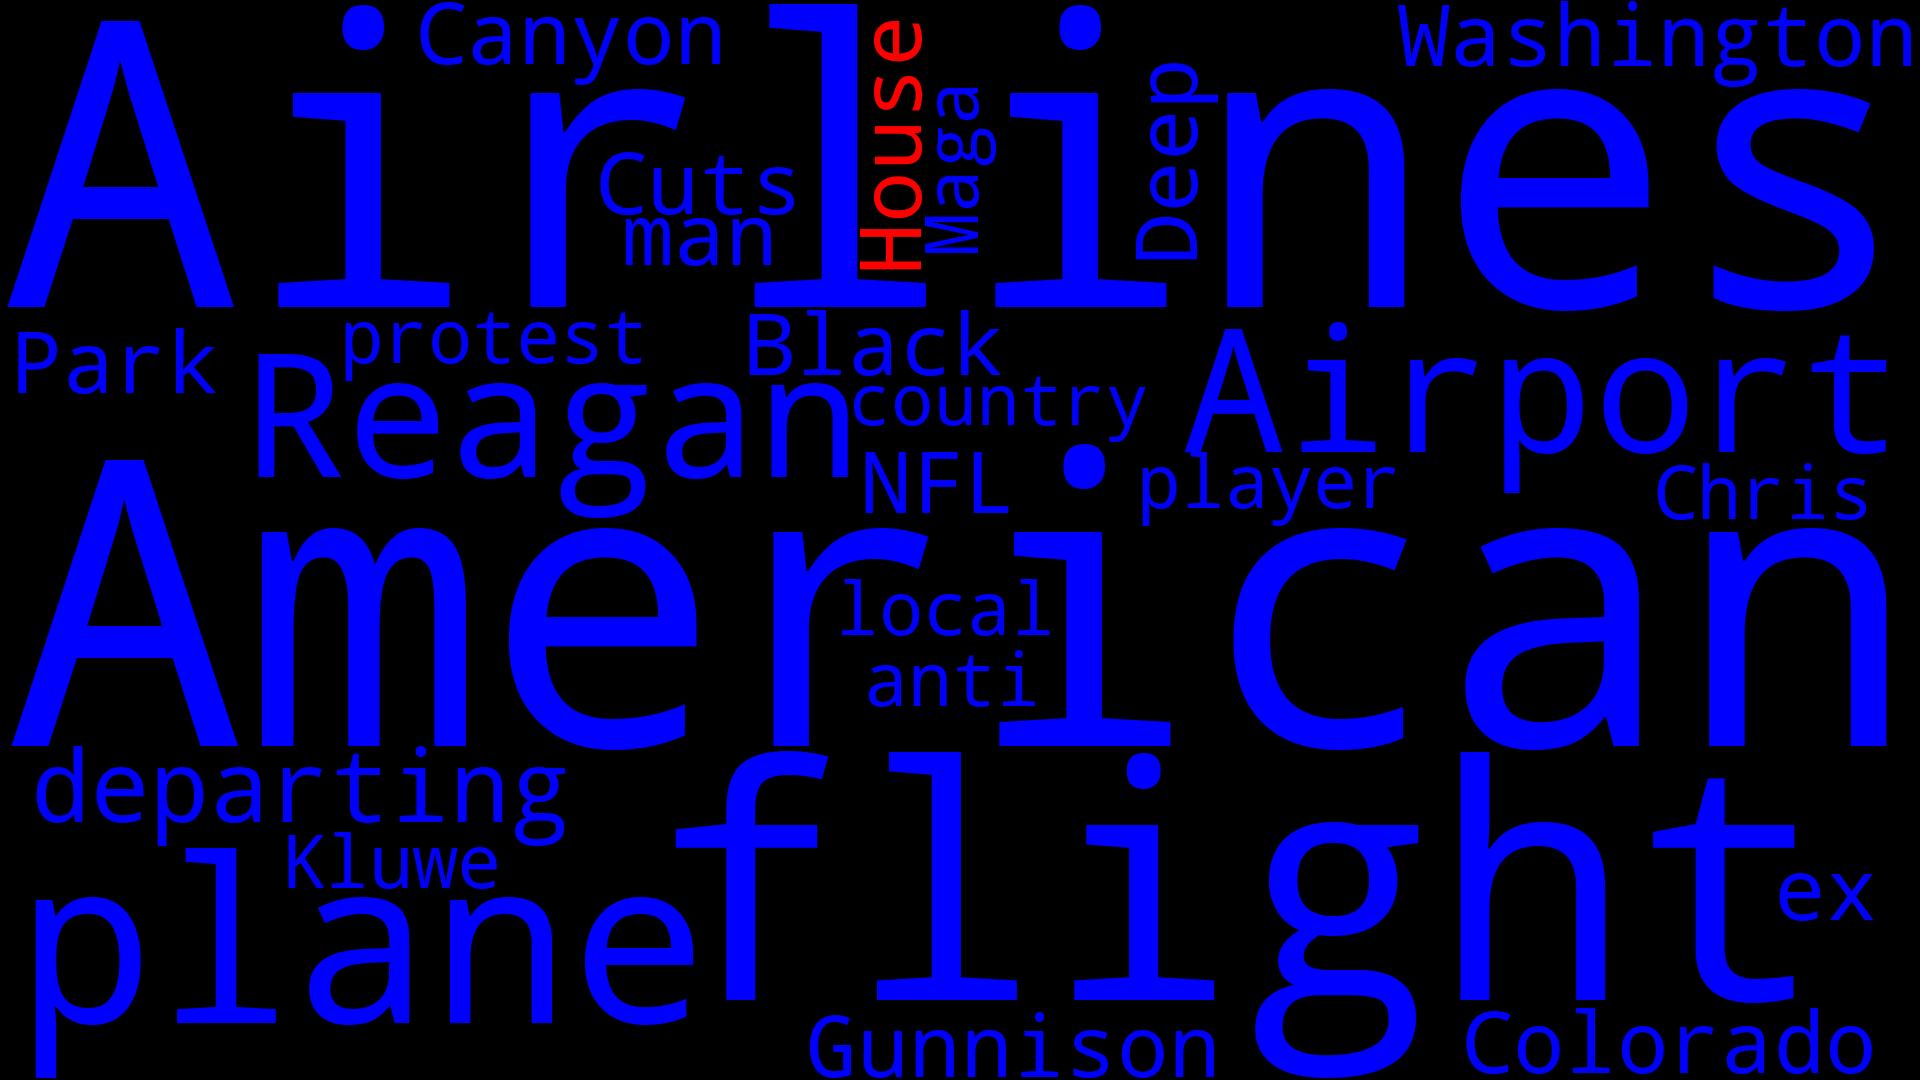 Canyon
Washington
Airlines
House
Maga
Deep
Cuts
man
Park
protest
Black
Reagan
country
Airport
NFL
player
Chris
American
local
anti
departing
flight
Kluwe
plane
ex
Gunnison
Colorado